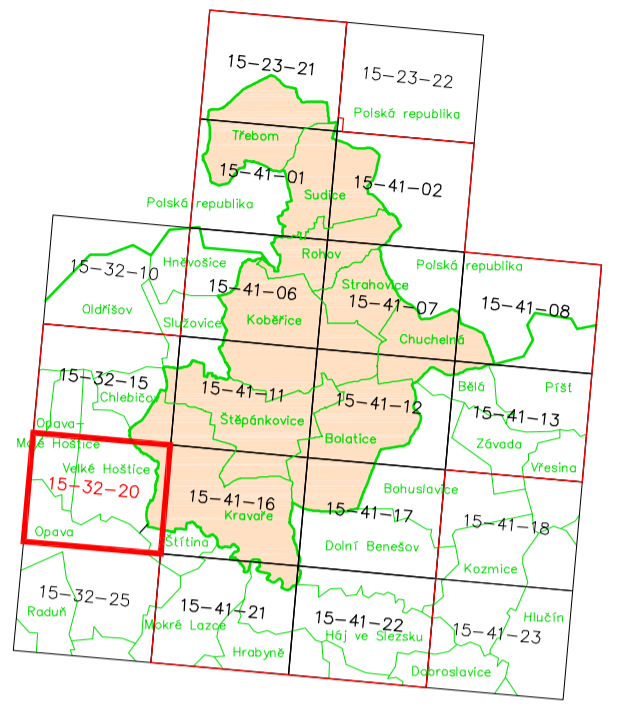 15-23-21
15-23-22
Polská republika
Třebom
15-41-01
15-41-02
Sudice
Polská republika
Rohov
Hněvošice
15-32-10
Polská republika
Strahovice
15-41-06
15-41-07
15-41-08
Oldřišov
Služovice
Kobeřice
Chuchelná
15-32-15
Chlebičov
15-41-11
Bělá
Píšť
15-41-12
15-41-13
Štěpánkovice
Opava-
Malé Hoštice
Bolatice
Závada
Velké Hoštice
Vřesina
15-32-20
15-41-16
Bohuslavice
Kravaře
15-41-17
15-41-18
Opava
Štítina
Dolní Benešov
Kozmice
15-32-25
Raduň
15-41-21
Mokré Lazce
15-41-22
Háj ve Slezsku
Hlučín
15-41-23
Hrabyně
Dobroslavice